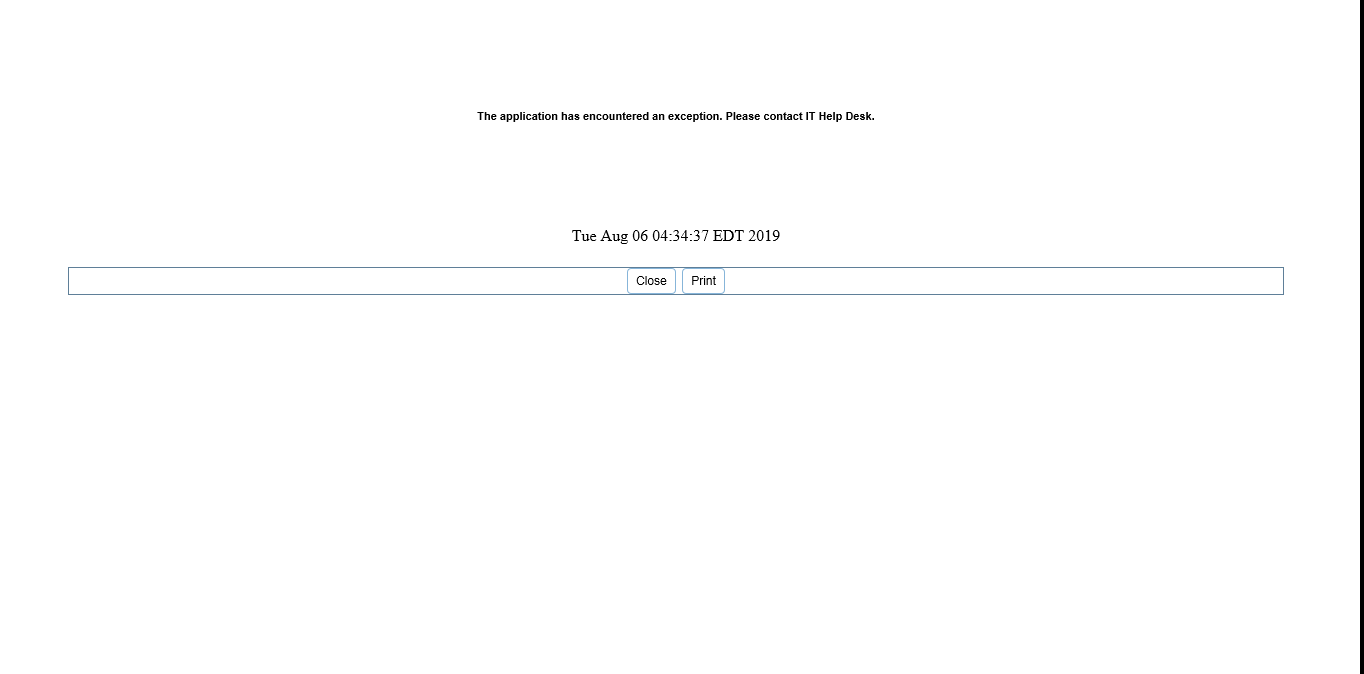 The application has encountered an exception. Please contact IT Help Desk.
Tue Aug 06 04:34:37 EDT 2019
Close Print